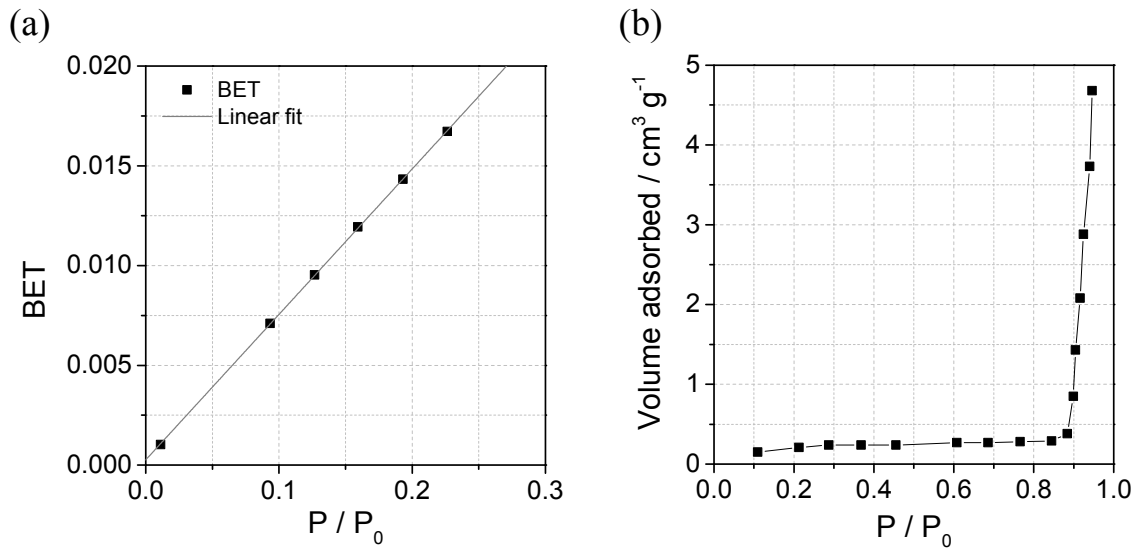 (a)
0.020
0.015
0.010
0.005
0.000
BET
BET
Linear fit
0.0
0.1
0.2
0.3
P / P₀
(b)
5
4
3
2
1
0
Volume adsorbed / cm³ g⁻¹
0.0
0.2
0.4
0.6
0.8
1.0
P / P₀